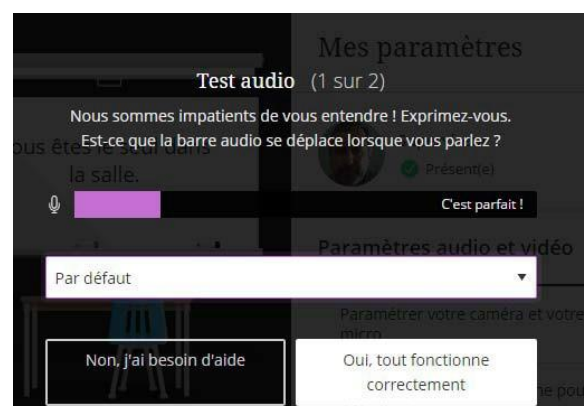 Mes paramètres
Test audio (1 sur 2)
Nous sommes impatients de vous entendre ! Exprimez-vous.
Est-ce que la barre audio se déplace lorsque vous parlez ?
la salle.
Présent(e)
C'est parfait !
Paramètres audio et vidéo
Par défaut
Paramétrer votre caméra et votre
micro
Non, j'ai besoin d'aide
Oui, tout fonctionne
correctement